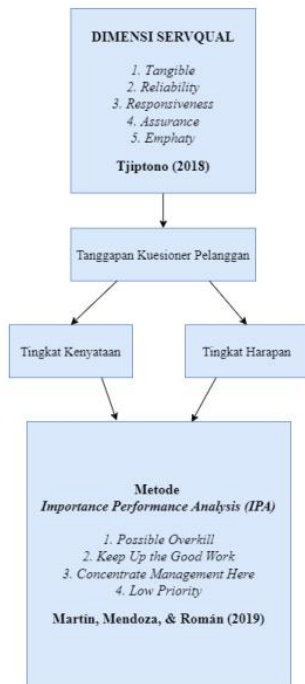 DIMENSI SERVQUAL
1. Tangible
2. Reliability
3. Responsiveness
4. Assurance
5. Emphaty
Tjiptono (2018)
Tanggapan Kuesioner Pelanggan
Tingkat Kenyataan
Tingkat Harapan
Metode
Importance Performance Analysis (IPA)
1. Possible Overkill
2. Keep Up the Good Work
3. Concentrate Management Here
4. Low Priority
Martín, Mendoza, & Román (2019)